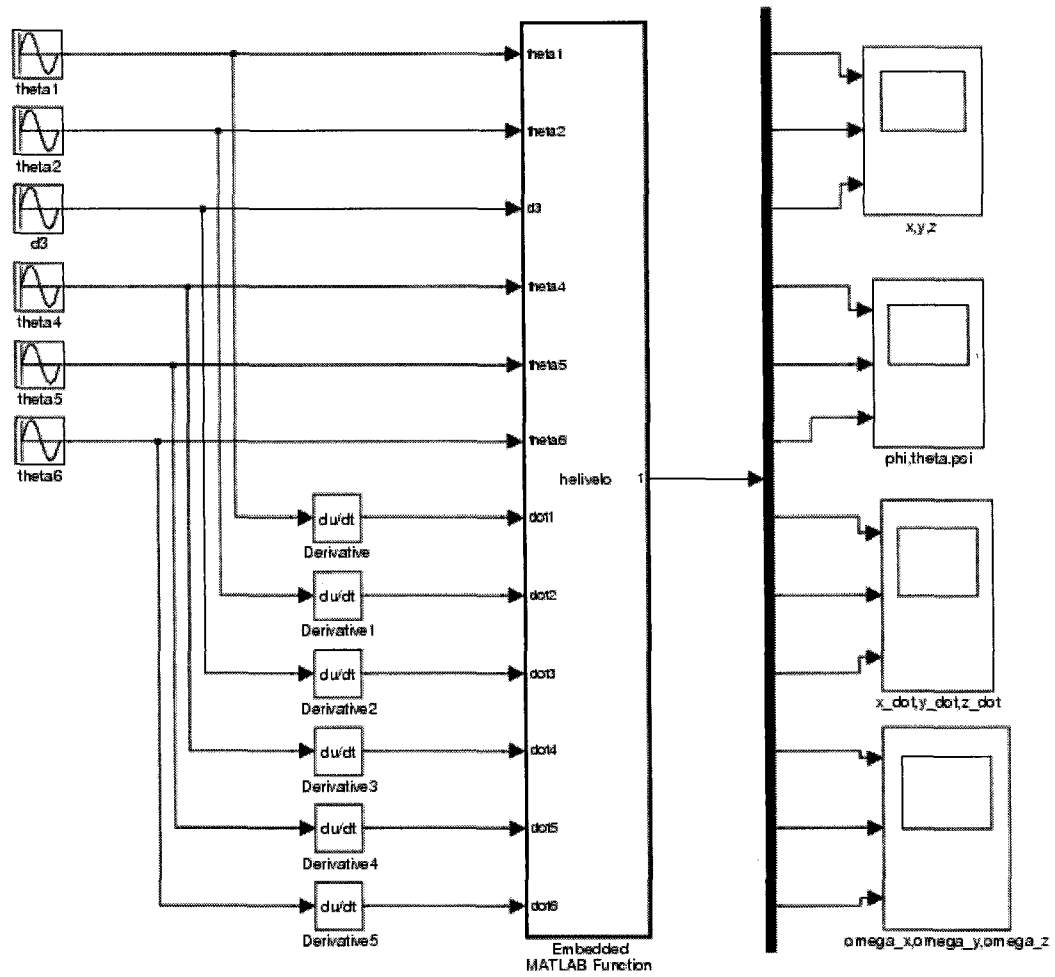 theta1
theta2
d3
theta4
theta5
theta6
du/dt
Derivative
du/dt
Derivative1
du/dt
Derivative2
du/dt
Derivative3
du/dt
Derivative4
du/dt
Derivative5
theta1
theta2
d3
theta4
theta5
theta6
helivelo
dot1
dot2
dot3
dot4
dot5
dot6
Embedded
MATLAB Function
x,y,z
phi,theta,psi
x_dot,y_dot,z_dot
omega_x,omega_y,omega_z